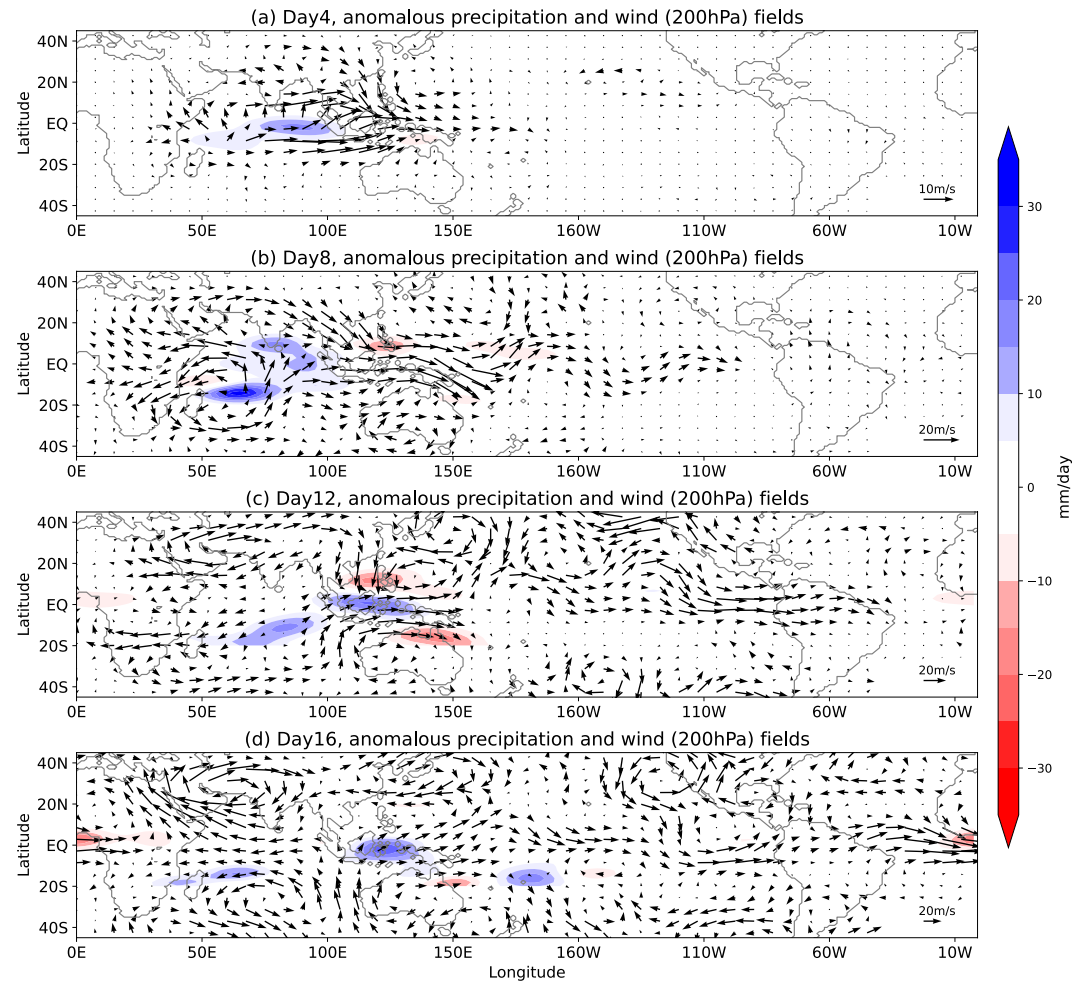 (a) Day4, anomalous precipitation and wind (200hPa) fields
40N
20N
EQ
20S
40S
Latitude
10m/s
0E 50E 100E 150E 160W 110W 60W 10W
(b) Day8, anomalous precipitation and wind (200hPa) fields
40N
20N
EQ
20S
40S
Latitude
20m/s
0E 50E 100E 150E 160W 110W 60W 10W
(c) Day12, anomalous precipitation and wind (200hPa) fields
40N
20N
EQ
20S
40S
Latitude
20m/s
0E 50E 100E 150E 160W 110W 60W 10W
(d) Day16, anomalous precipitation and wind (200hPa) fields
40N
20N
EQ
20S
40S
Latitude
20m/s
0E 50E 100E 150E 160W 110W 60W 10W
Longitude
30
20
10
0
−10
−20
−30
mm/day